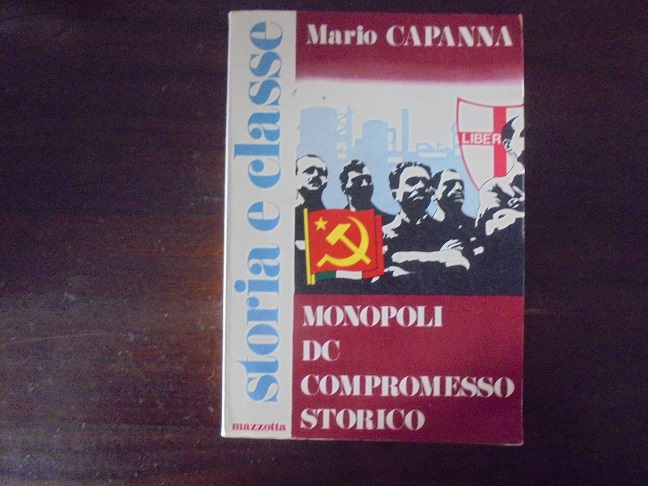 Mario CAPANNA
storia e classe
LIBER
MONOPOLI
DC
COMPROMESSO
STORICO
mazzotta